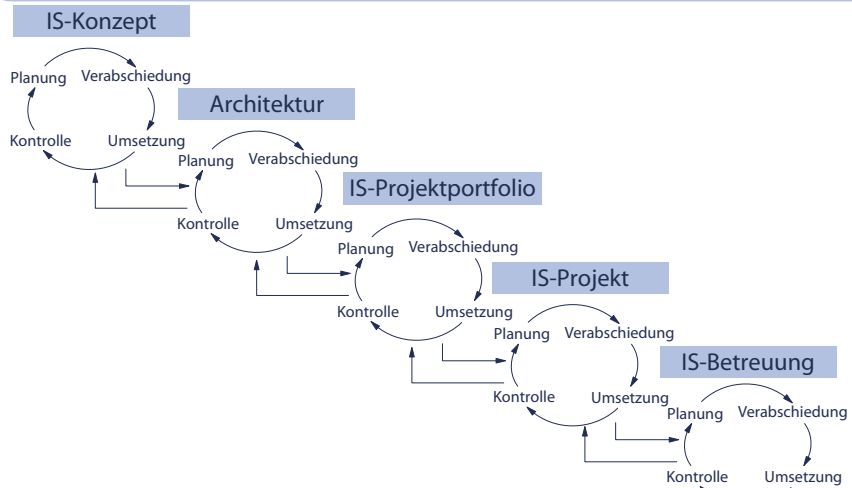 IS-Konzept
Planung Verabschiedung
Kontrolle Umsetzung
Architektur
Planung Verabschiedung
Kontrolle Umsetzung
IS-Projektportfolio
Planung Verabschiedung
Kontrolle Umsetzung
IS-Projekt
Planung Verabschiedung
Kontrolle Umsetzung
IS-Betreuung
Planung Verabschiedung
Kontrolle Umsetzung